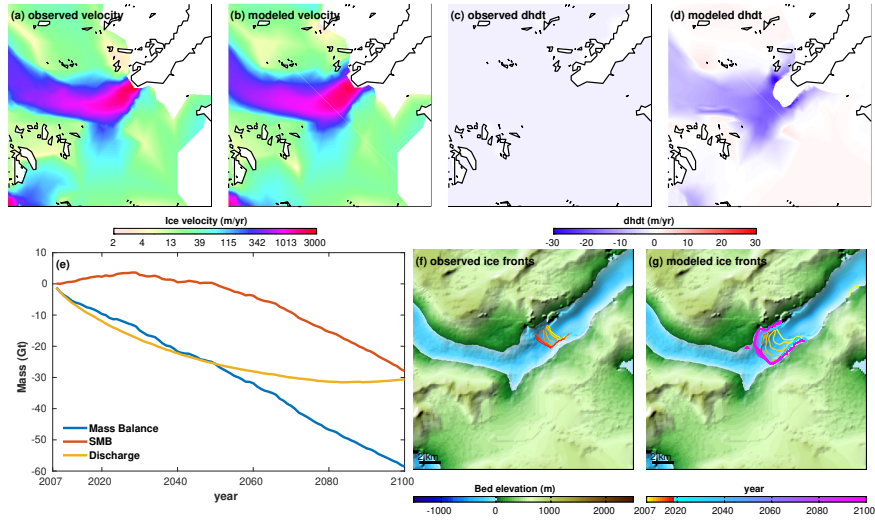 (a) observed velocity
(b) modeled velocity
(c) observed dhdt
(d) modeled dhdt
Ice velocity (m/yr)
2 4 13 39 115 342 1013 3000
dhdt (m/yr)
-30 -20 -10 0 10 20 30
(e)
10
0
-10
-20
-30
-40
-50
-60
Mass (Gt)
Mass Balance
SMB
Discharge
2007 2020 2040 2060 2080 2100
year
(f) observed ice fronts
(g) modeled ice fronts
Bed elevation (m)
-1000 0 1000 2000
year
2007 2020 2040 2060 2080 2100